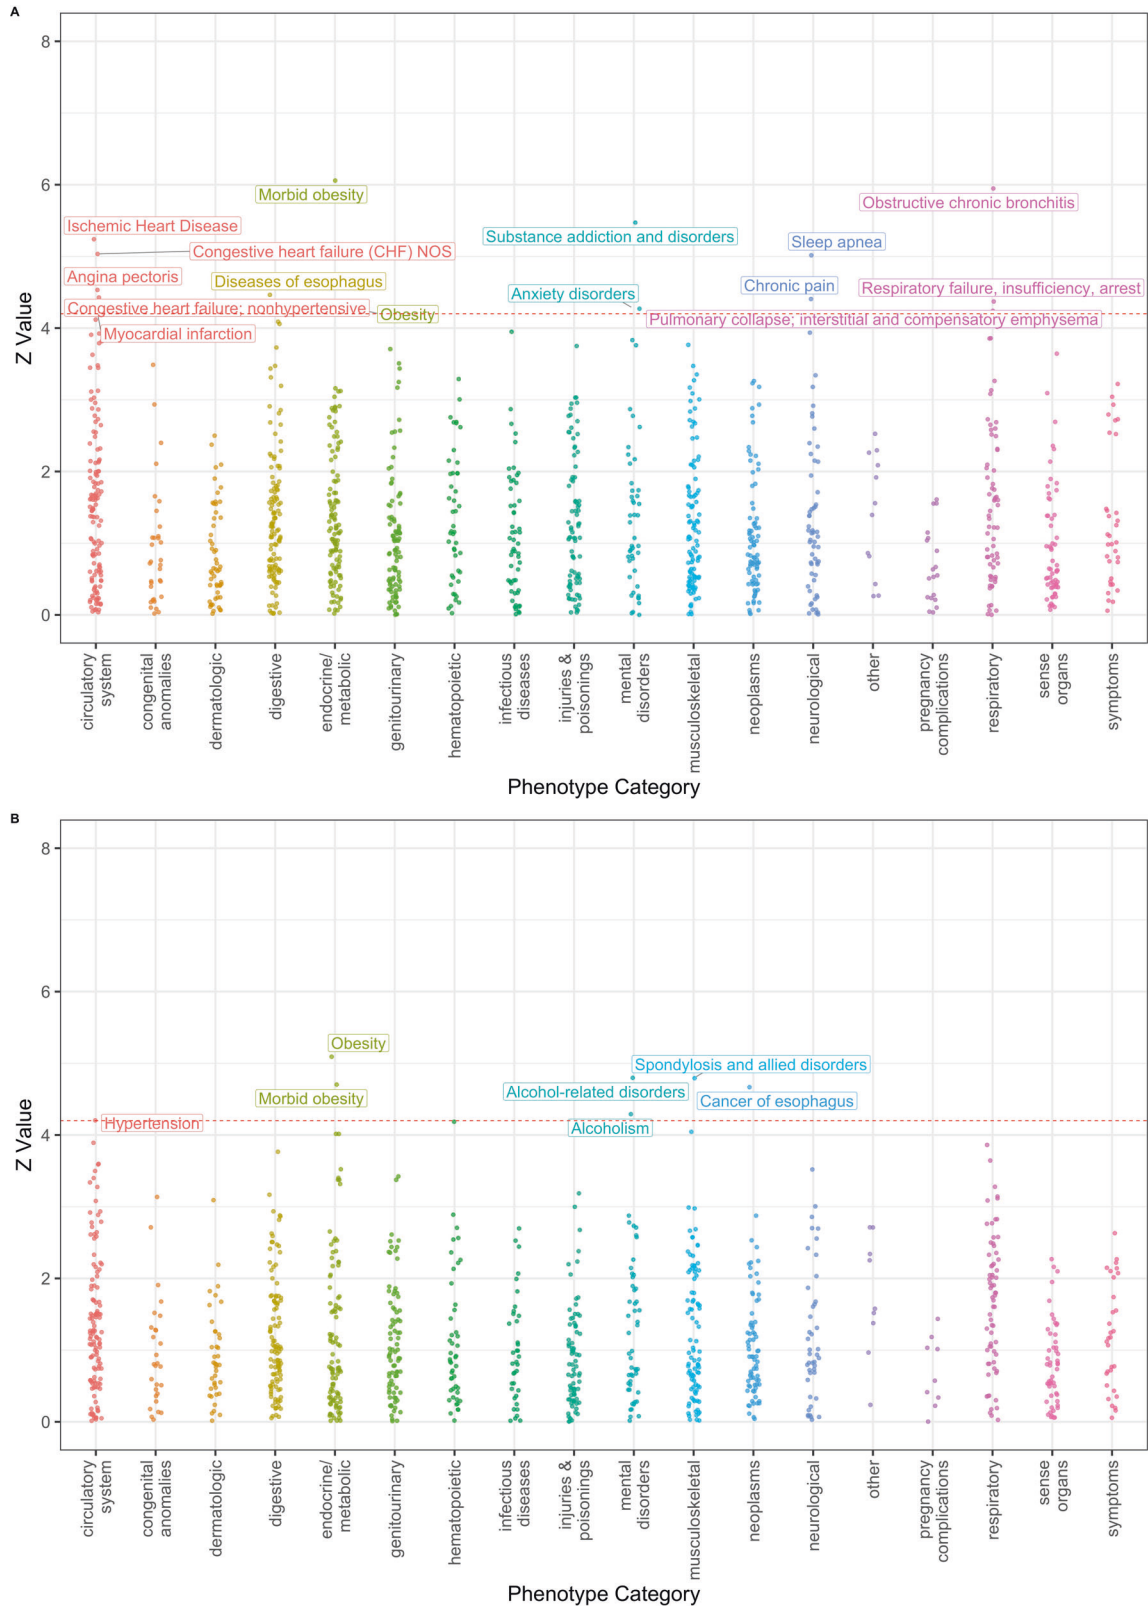 A
8
6
4
2
0
Z Value
Morbid obesity
Obstructive chronic bronchitis
Ischemic Heart Disease
Substance addiction and disorders
Sleep apnea
Congestive heart failure (CHF) NOS
Angina pectoris
Diseases of esophagus
Chronic pain
Respiratory failure, insufficiency, arrest
Anxiety disorders
Congestive heart failure; nonhypertensive
Obesity
Pulmonary collapse; interstitial and compensatory emphysema
Myocardial infarction
circulatory
system
congenital
anomalies
dermatologic
digestive
endocrine/
metabolic
genitourinary
hematopoietic
infectious
diseases
injuries &
poisonings
mental
disorders
musculoskeletal
neoplasms
neurological
other
pregnancy
complications
respiratory
sense
organs
symptoms
Phenotype Category
B
8
6
4
2
0
Z Value
Obesity
Spondylosis and allied disorders
Alcohol-related disorders
Morbid obesity
Cancer of esophagus
Hypertension
Alcoholism
circulatory
system
congenital
anomalies
dermatologic
digestive
endocrine/
metabolic
genitourinary
hematopoietic
infectious
diseases
injuries &
poisonings
mental
disorders
musculoskeletal
neoplasms
neurological
other
pregnancy
complications
respiratory
sense
organs
symptoms
Phenotype Category